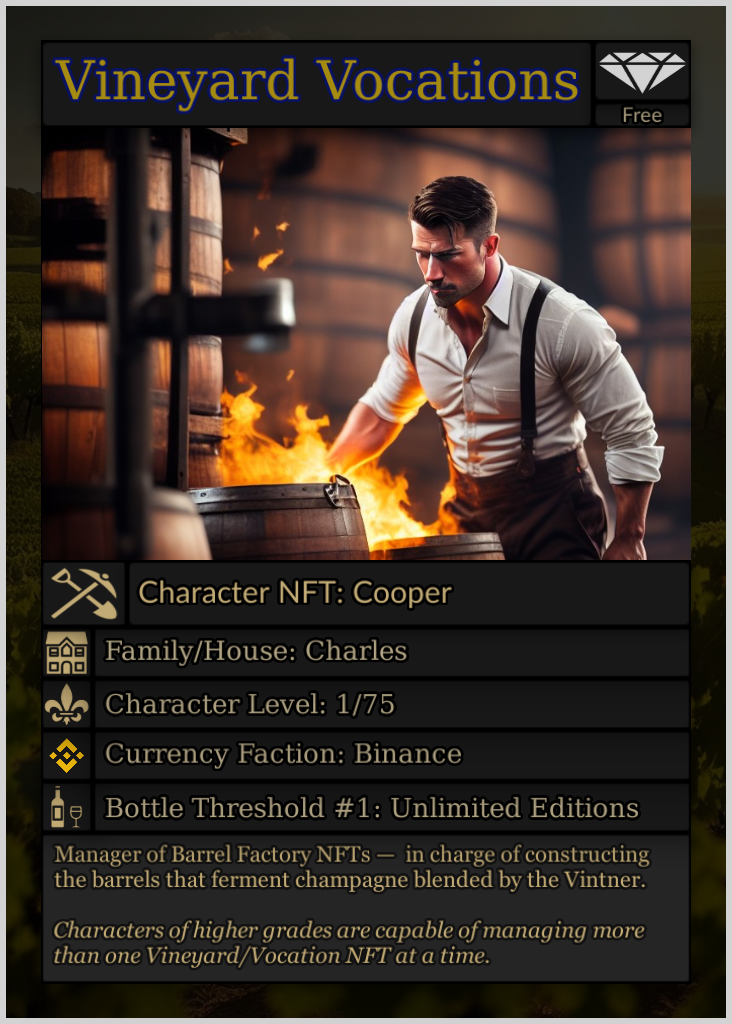 Vineyard Vocations
Free
Character NFT: Cooper
Family/House: Charles
Character Level: 1/75
Currency Faction: Binance
Bottle Threshold #1: Unlimited Editions
Manager of Barrel Factory NFTs — in charge of constructing
the barrels that ferment champagne blended by the Vintner.
Characters of higher grades are capable of managing more
than one Vineyard/Vocation NFT at a time.